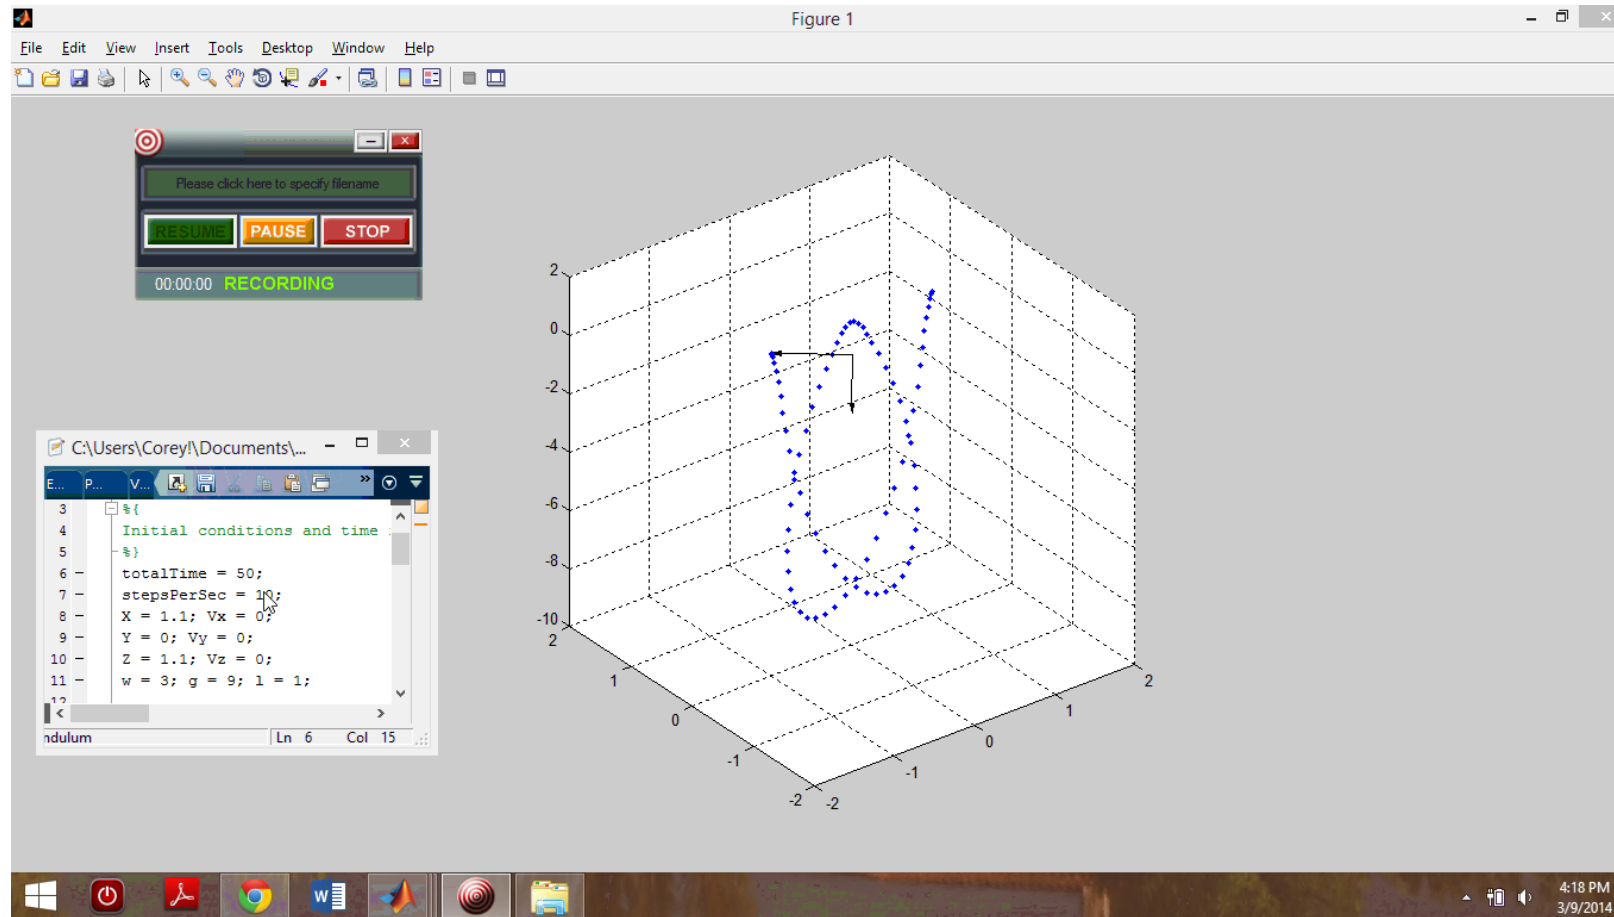 Figure 1
File Edit View Insert Tools Desktop Window Help
Please click here to specify filename
RESUME PAUSE STOP
00:00:00 RECORDING
C:\Users\Corey!\Documents\...
E... P... V... »
3 %{
4 Initial conditions and time
5 %}
6 - totalTime = 50;
7 - stepsPerSec = 10;
8 - X = 1.1; Vx = 0;
9 - Y = 0; Vy = 0;
10 - Z = 1.1; Vz = 0;
11 - w = 3; g = 9; l = 1;
12
ndulum Ln 6 Col 15
2
0
-2
-4
-6
-8
-10
2
1
0
-1
-2
-2
-1
0
1
2
4:18 PM
3/9/2014